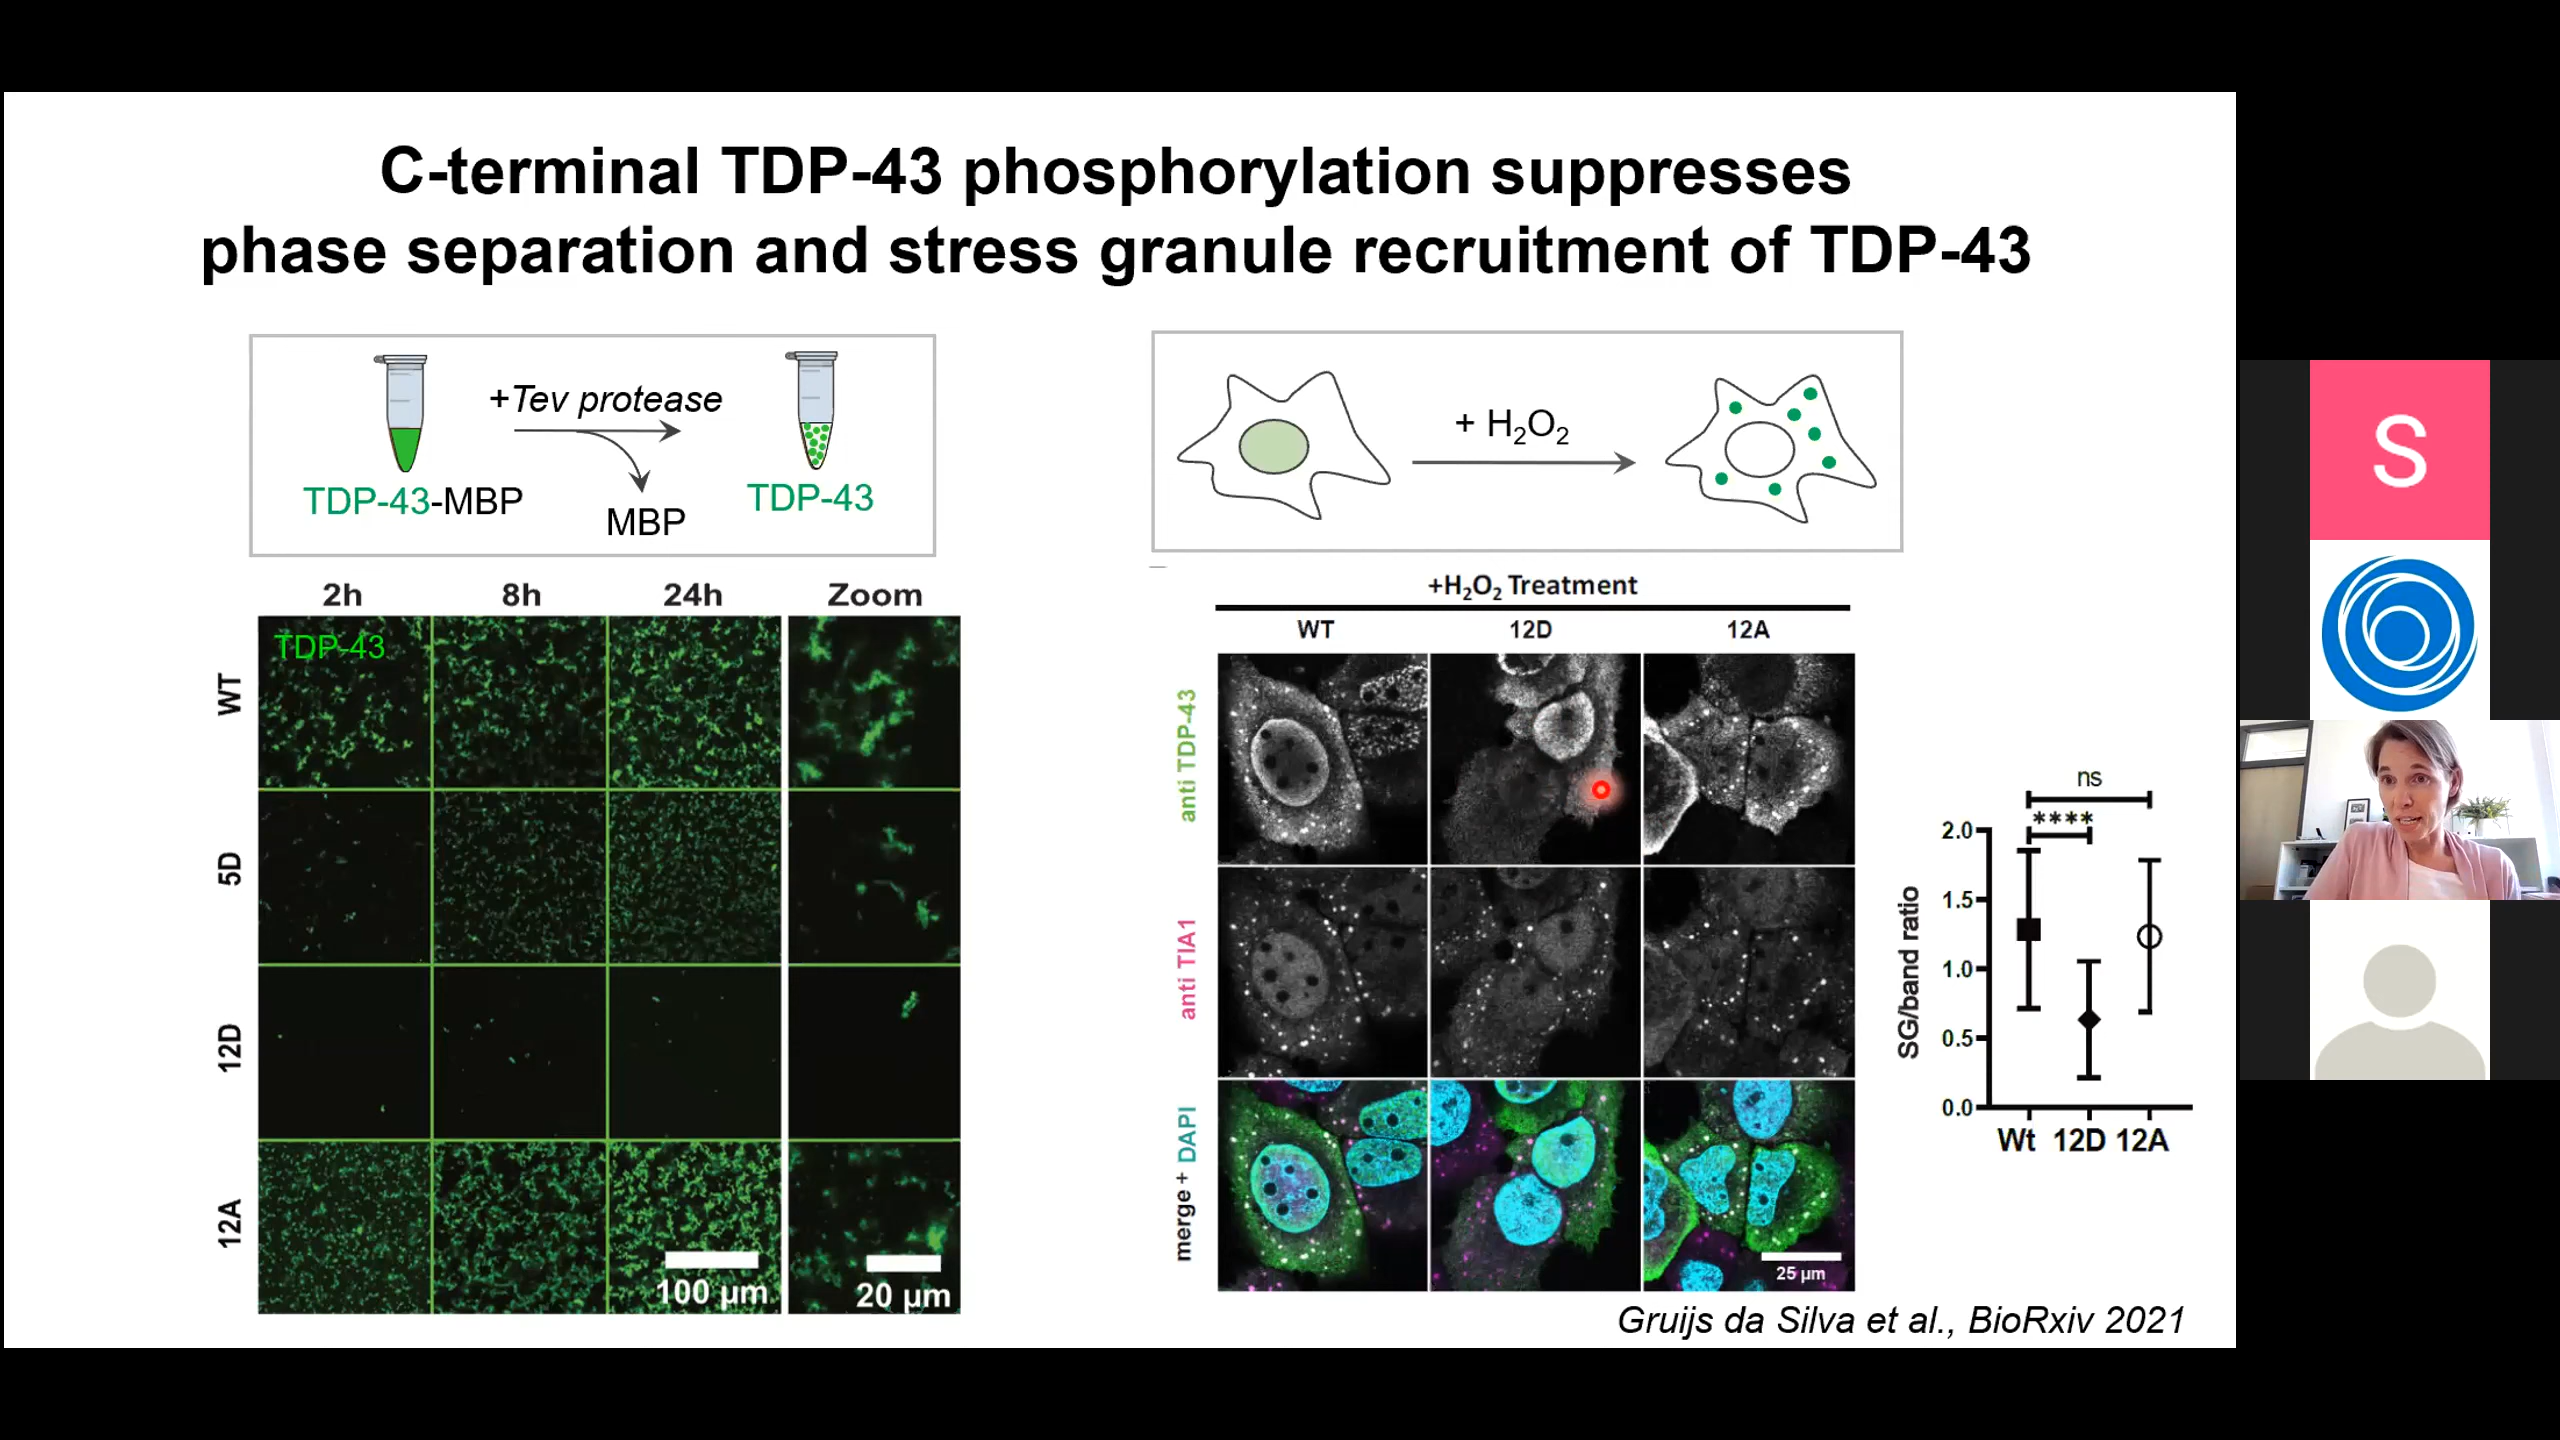 C-terminal TDP-43 phosphorylation suppresses
phase separation and stress granule recruitment of TDP-43
+Tev protease
TDP-43-MBP
MBP
TDP-43
+ H₂O₂
2h 8h 24h Zoom
TDP-43
WT
5D
12D
12A
100 µm
20 µm
+H₂O₂ Treatment
WT 12D 12A
anti TDP-43
anti TIA1
merge + DAPI
25 µm
ns
****
2.0
1.5
1.0
0.5
0.0
SG/band ratio
Wt 12D 12A
Gruijs da Silva et al., BioRxiv 2021
S